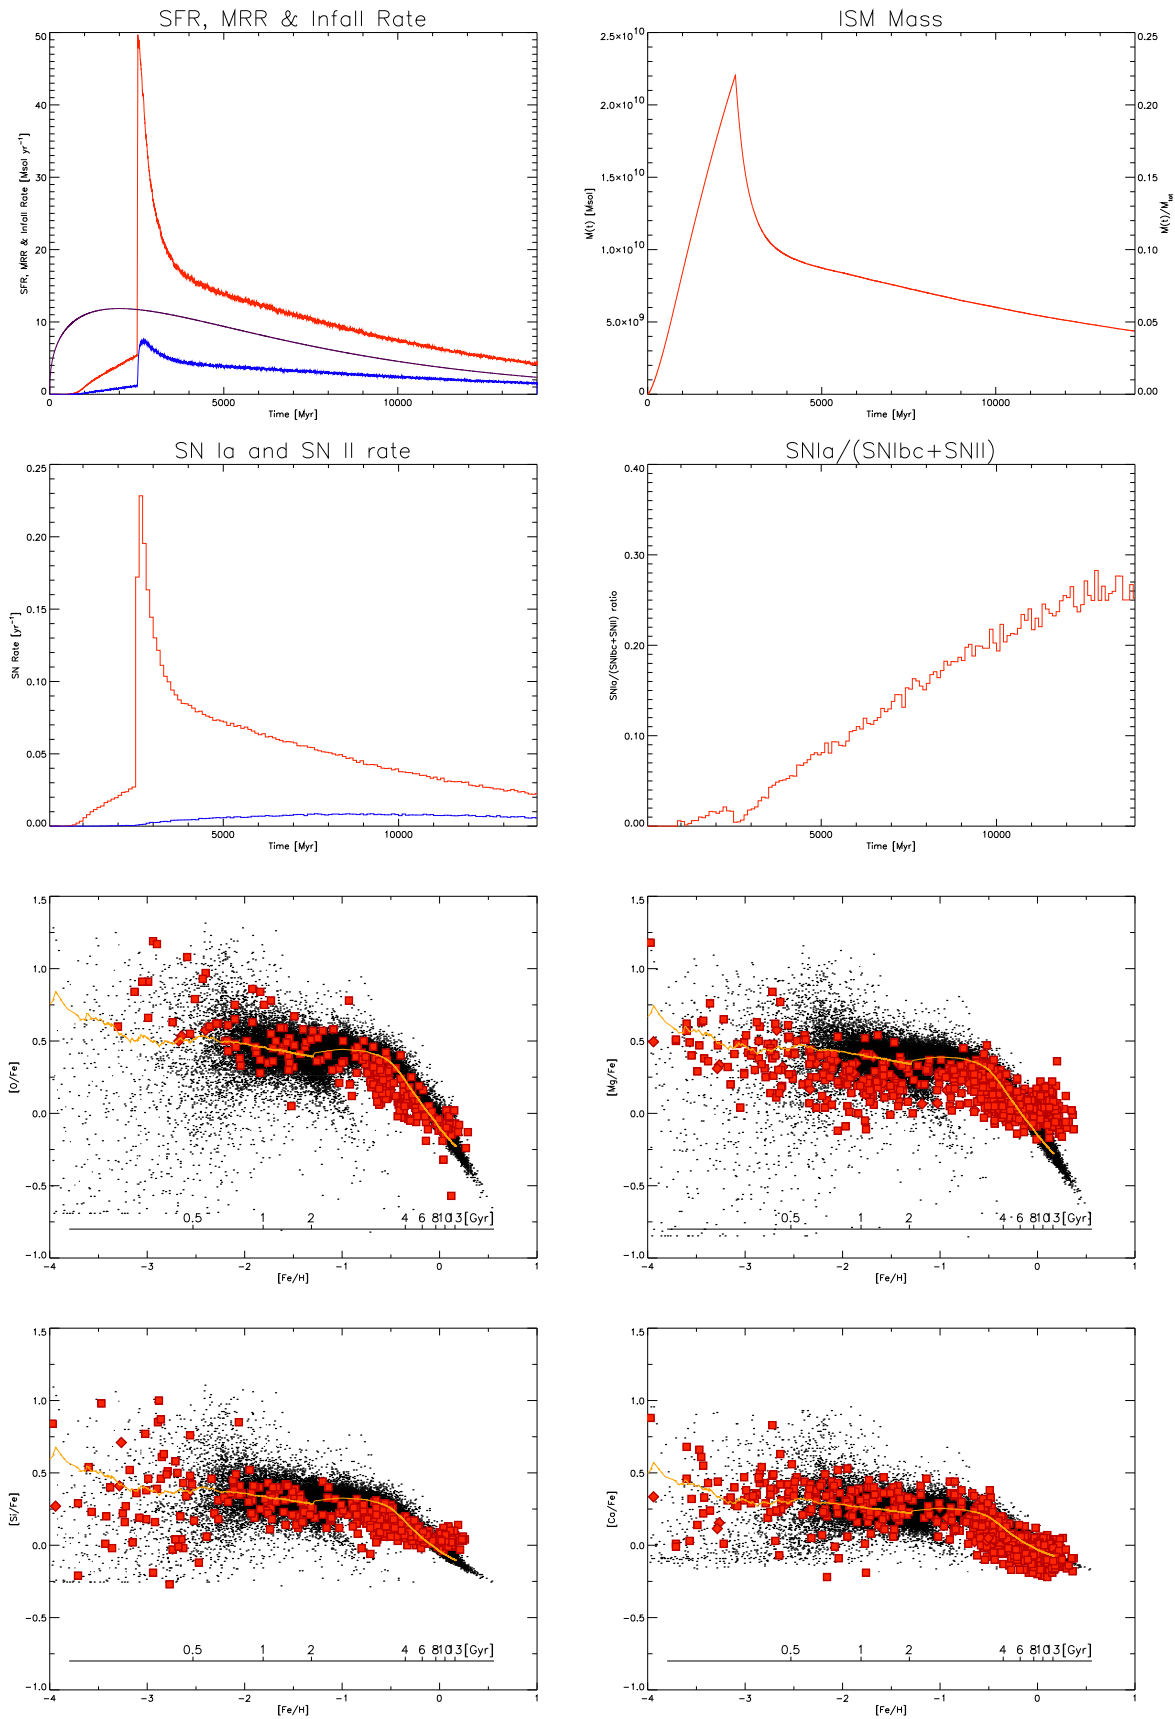 SFR, MRR & Infall Rate
50
40
30
20
10
0
SFR, MRR & Infall Rate [Msol yr⁻¹]
0
5000
10000
Time [Myr]
ISM Mass
2.5×10¹⁰
2.0×10¹⁰
1.5×10¹⁰
1.0×10¹⁰
5.0×10⁹
0
M(t) [Msol]
0.25
0.20
0.15
0.10
0.05
0.00
M(t)/M_tot
0
5000
10000
Time [Myr]
SN Ia and SN II rate
0.25
0.20
0.15
0.10
0.05
0.00
SN Rate [yr⁻¹]
0
5000
10000
Time [Myr]
SNIa/(SNIbc+SNII)
0.40
0.30
0.20
0.10
0.00
SNIa/(SNIbc+SNII) ratio
0
5000
10000
Time [Myr]
1.5
1.0
0.5
0.0
−0.5
−1.0
[O/Fe]
0.5 1 2 4 6 8 10 13 [Gyr]
−4 −3 −2 −1 0 1
[Fe/H]
1.5
1.0
0.5
0.0
−0.5
−1.0
[Mg/Fe]
0.5 1 2 4 6 8 10 13 [Gyr]
−4 −3 −2 −1 0 1
[Fe/H]
1.5
1.0
0.5
0.0
−0.5
−1.0
[Si/Fe]
0.5 1 2 4 6 8 10 13 [Gyr]
−4 −3 −2 −1 0 1
[Fe/H]
1.5
1.0
0.5
0.0
−0.5
−1.0
[Ca/Fe]
0.5 1 2 4 6 8 10 13 [Gyr]
−4 −3 −2 −1 0 1
[Fe/H]